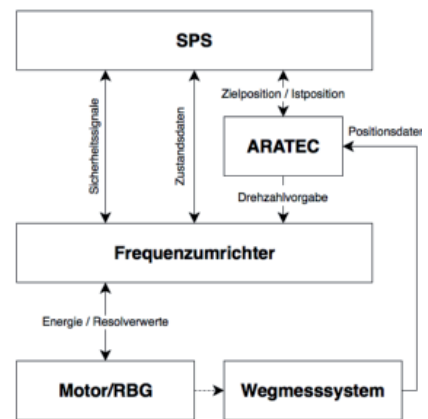 SPS
Sicherheitssignale
Zustandsdaten
Zielposition / Istposition
ARATEC
Positionsdaten
Drehzahlvorgabe
Frequenzumrichter
Energie / Resolverwerte
Motor/RBG
Wegmesssystem